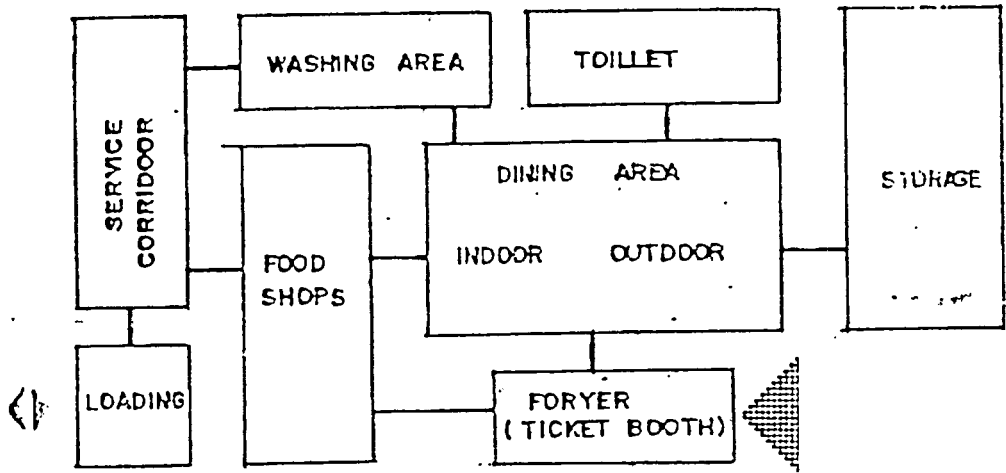 WASHING AREA
TOILLET
SERVICE
CORRIDOOR
DINING AREA
STORAGE
INDOOR OUTDOOR
FOOD
SHOPS
LOADING
FORYER
(TICKET BOOTH)